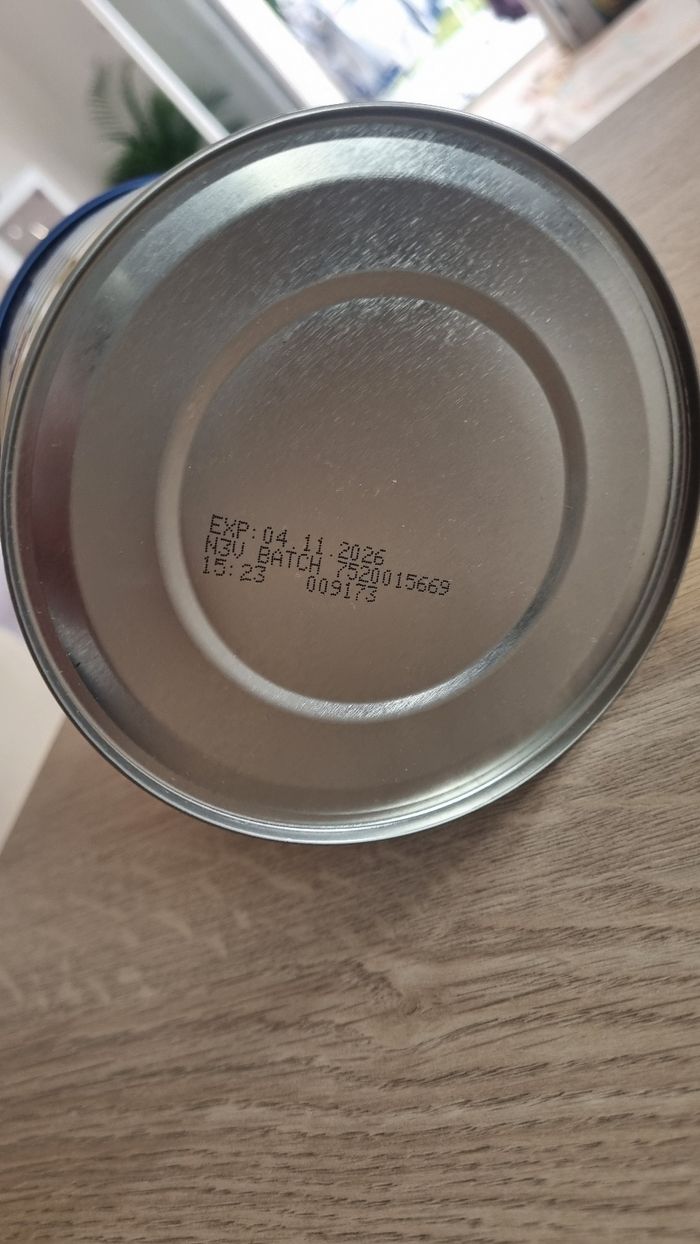 EXP:04.11.2026
N3V BATCH 7520015669
15:23 009173